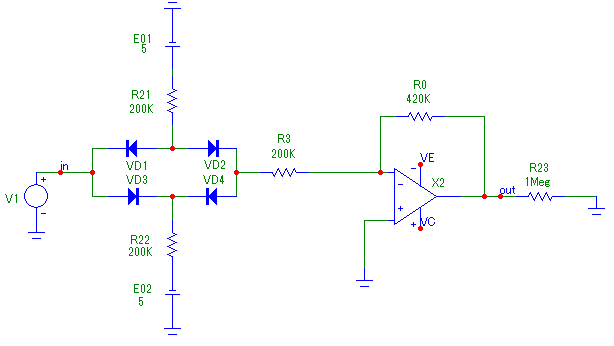 E01
5
R21
200K
R0
420K
R3
200K
VE
in
VD1
VD2
R23
1Meg
VD3
VD4
X2
out
V1
+
−
−
+
−
+
VC
R22
200K
E02
5